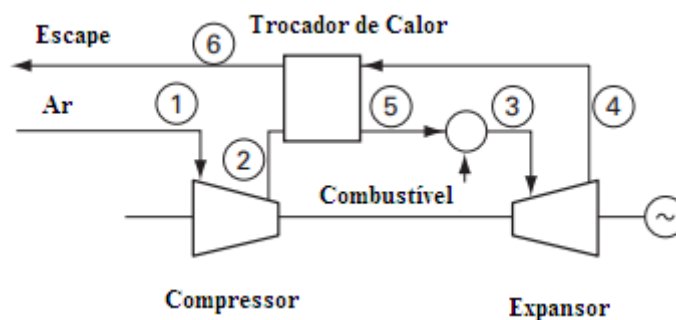 Trocador de Calor
Escape
6
Ar
1
5
3
4
2
Combustível
Compressor
Expansor